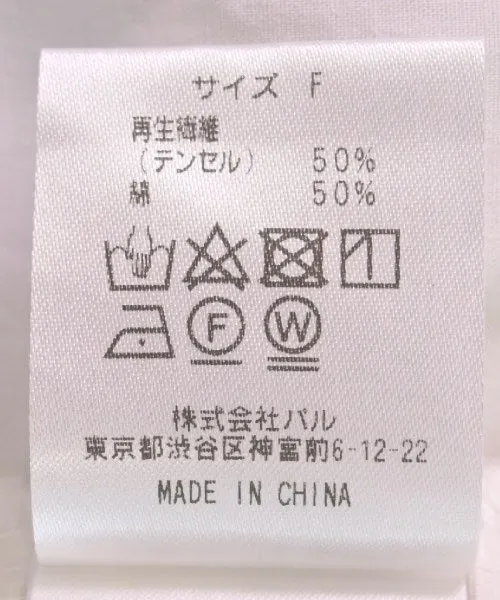 サイズ F
再生繊維
(テンセル) 50%
綿 50%
F W
株式会社パル
東京都渋谷区神宮前6-12-22
MADE IN CHINA